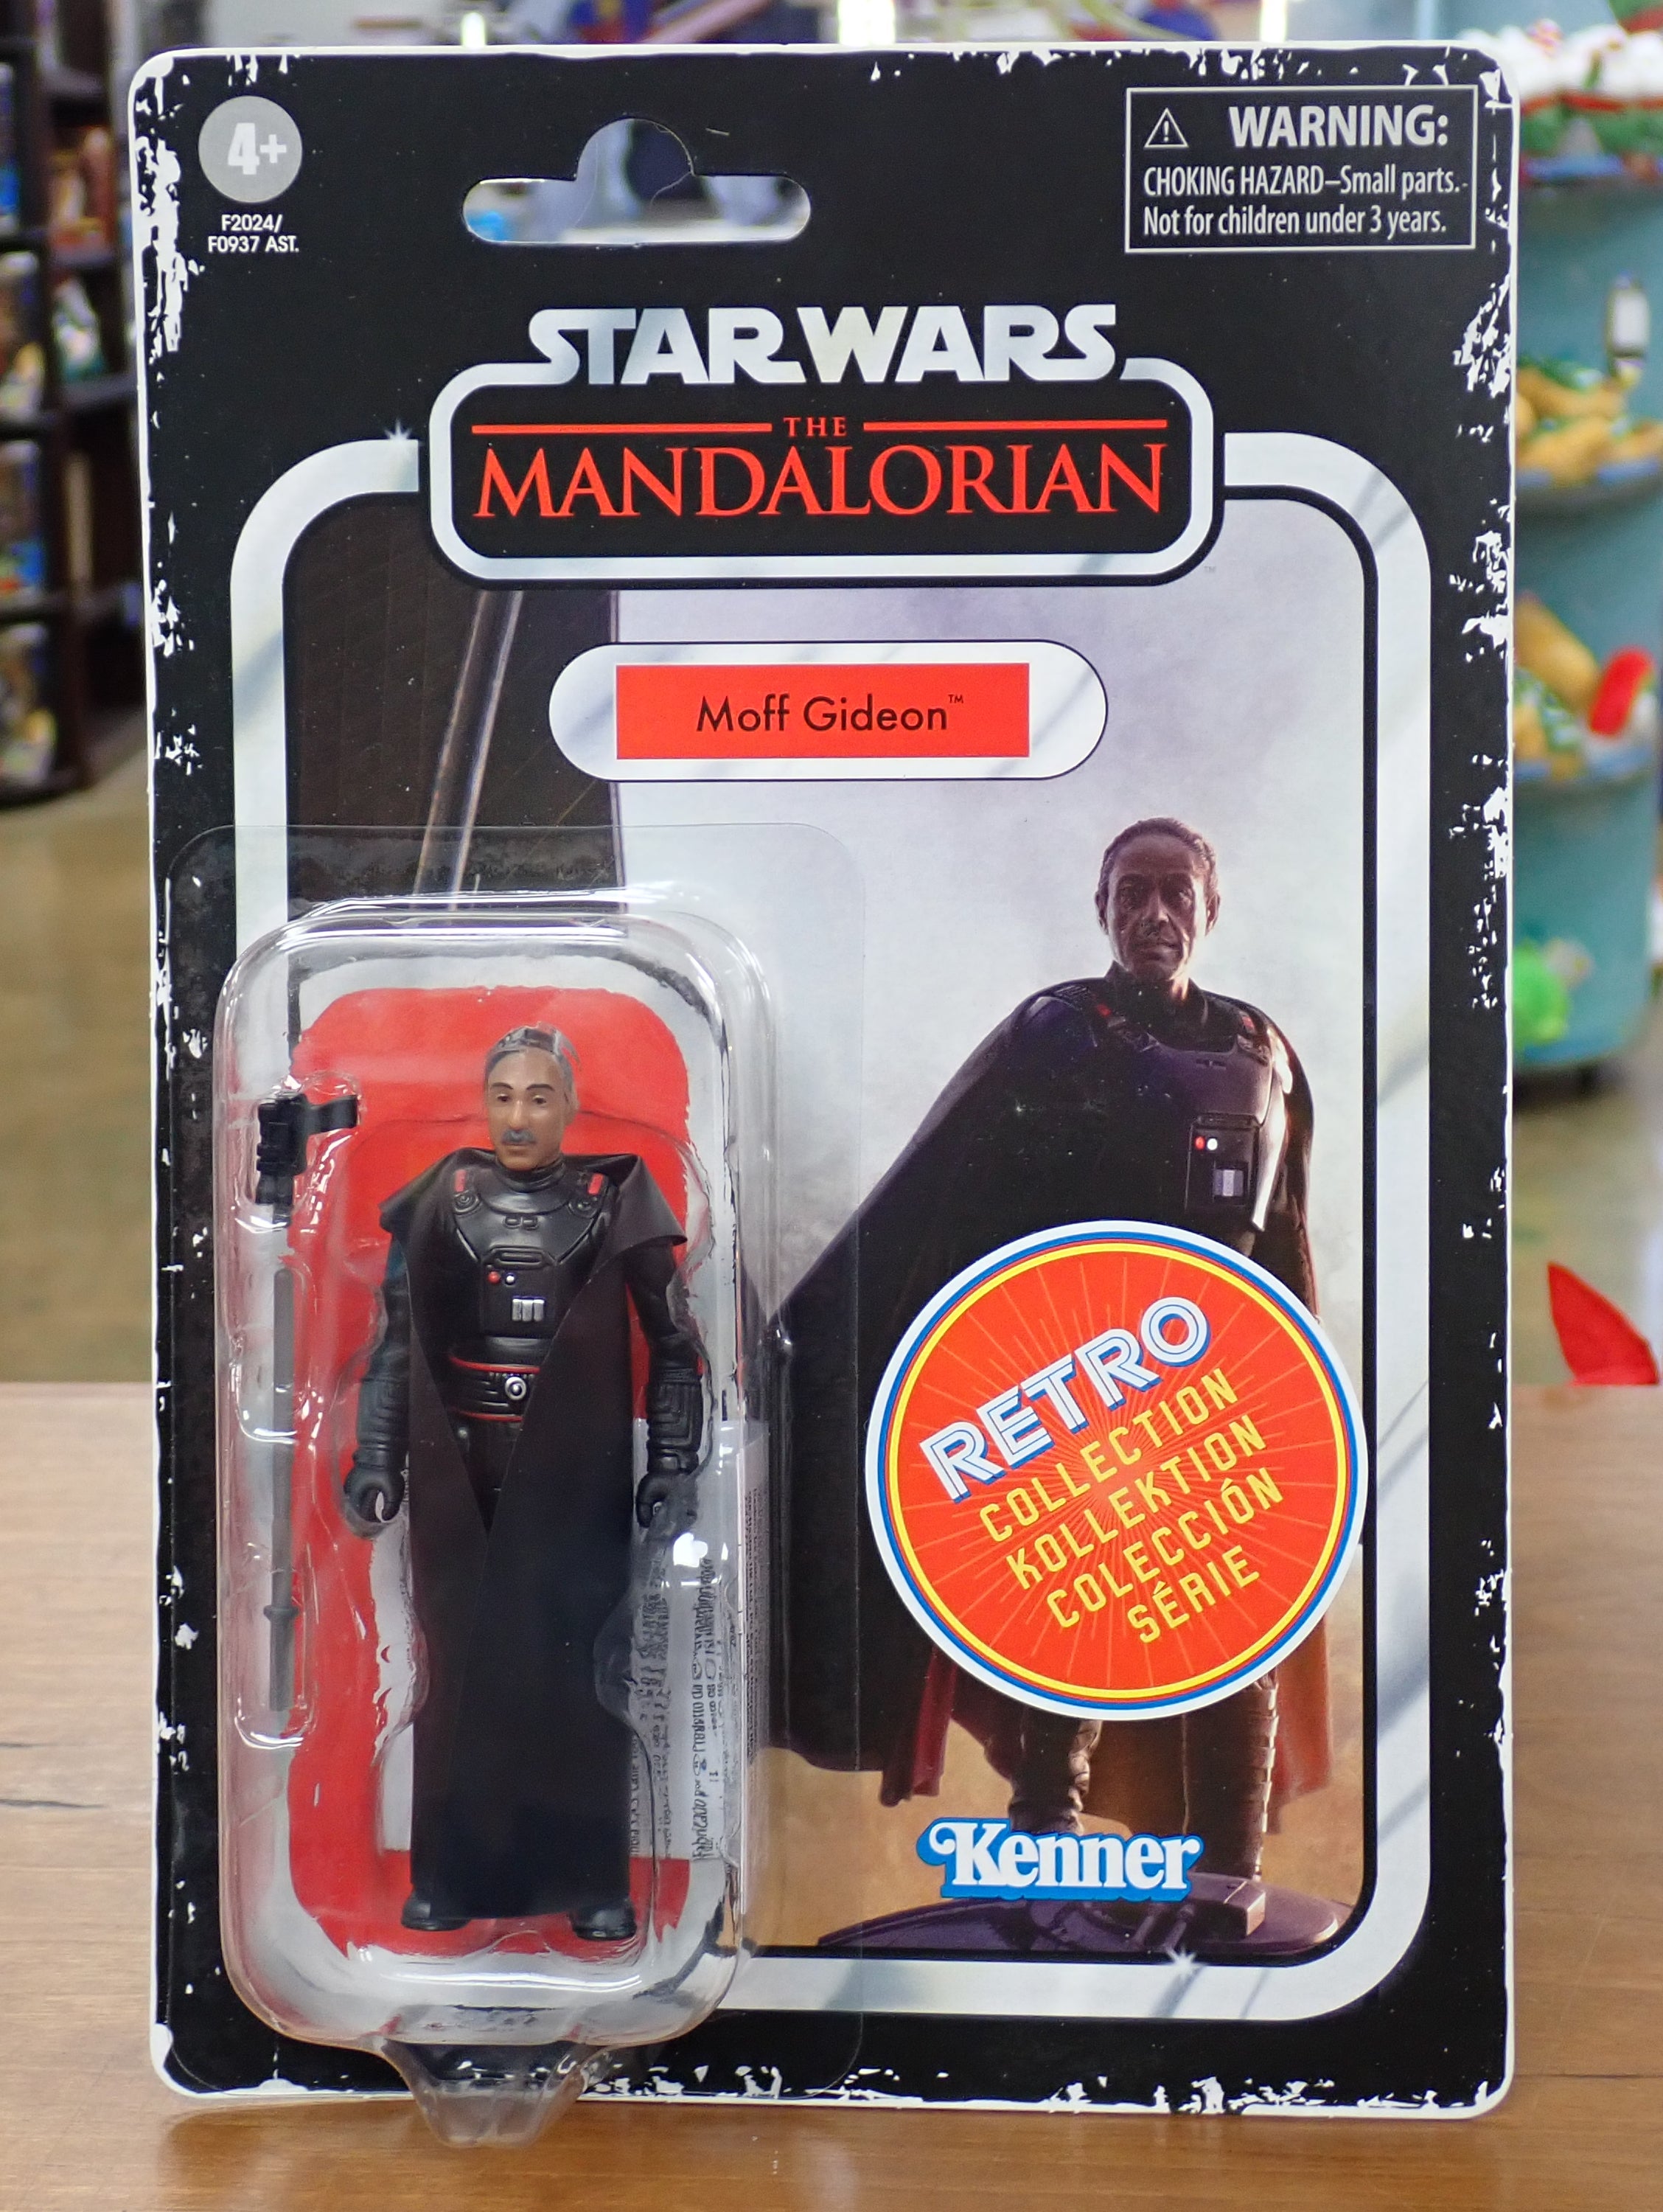 4+
F2024/
F0937 AST.
⚠ WARNING:
CHOKING HAZARD–Small parts.
Not for children under 3 years.
STAR WARS
THE
MANDALORIAN
™
Moff Gideon™
RETRO
COLLECTION
KOLLEKTION
COLECCIÓN
SÉRIE
Kenner